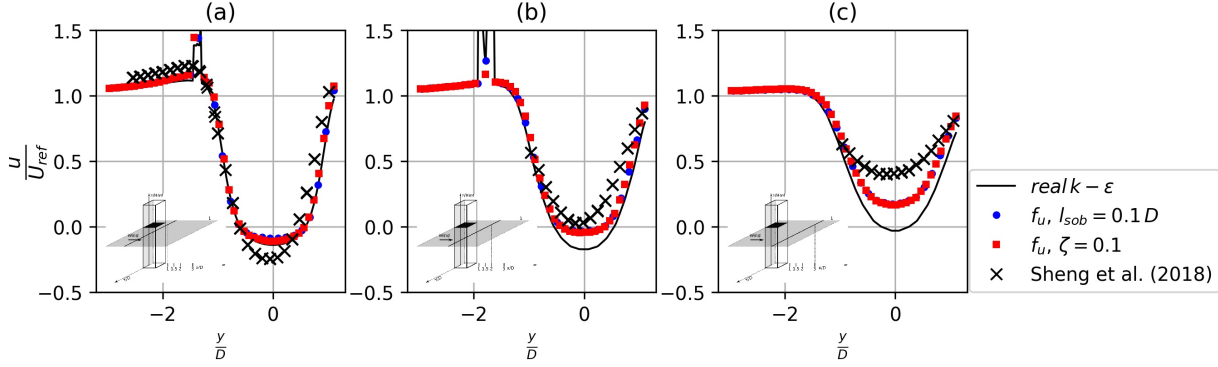 (a) (b) (c)
1.5 1.5 1.5
1.0 1.0 1.0
0.5 0.5 0.5
0.0 0.0 0.0
−0.5 −0.5 −0.5
u/U_ref
−2 0 −2 0 −2 0
y/D y/D y/D
real k − ε
f_u, l_sob = 0.1 D
f_u, ζ = 0.1
Sheng et al. (2018)